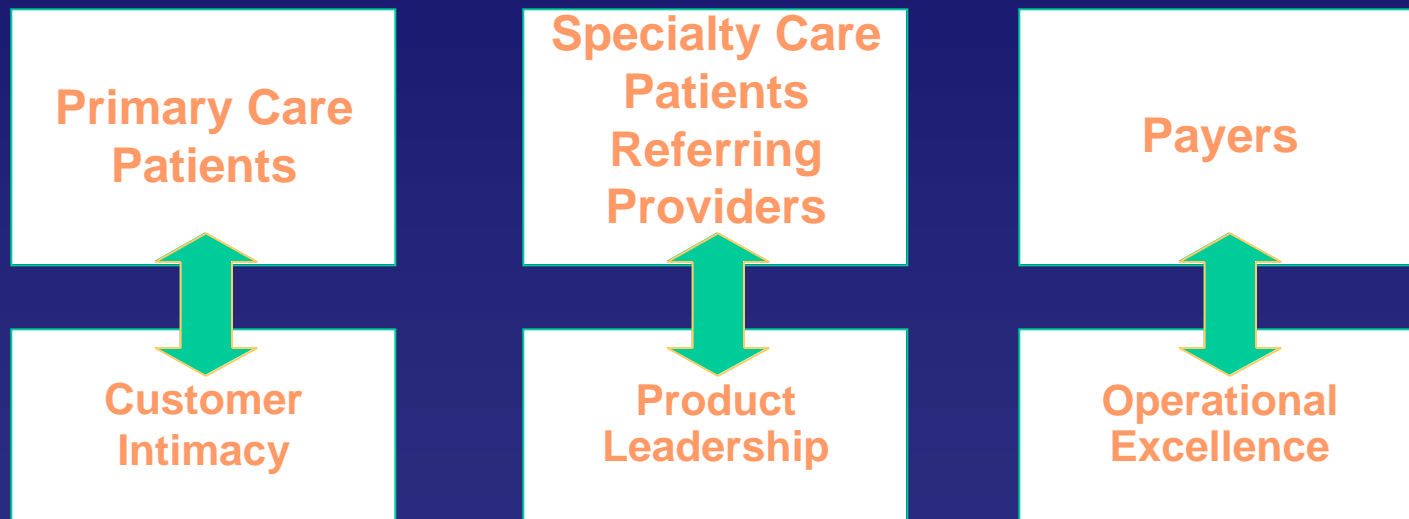 Primary Care
Patients
Specialty Care
Patients
Referring
Providers
Payers
Customer
Intimacy
Product
Leadership
Operational
Excellence